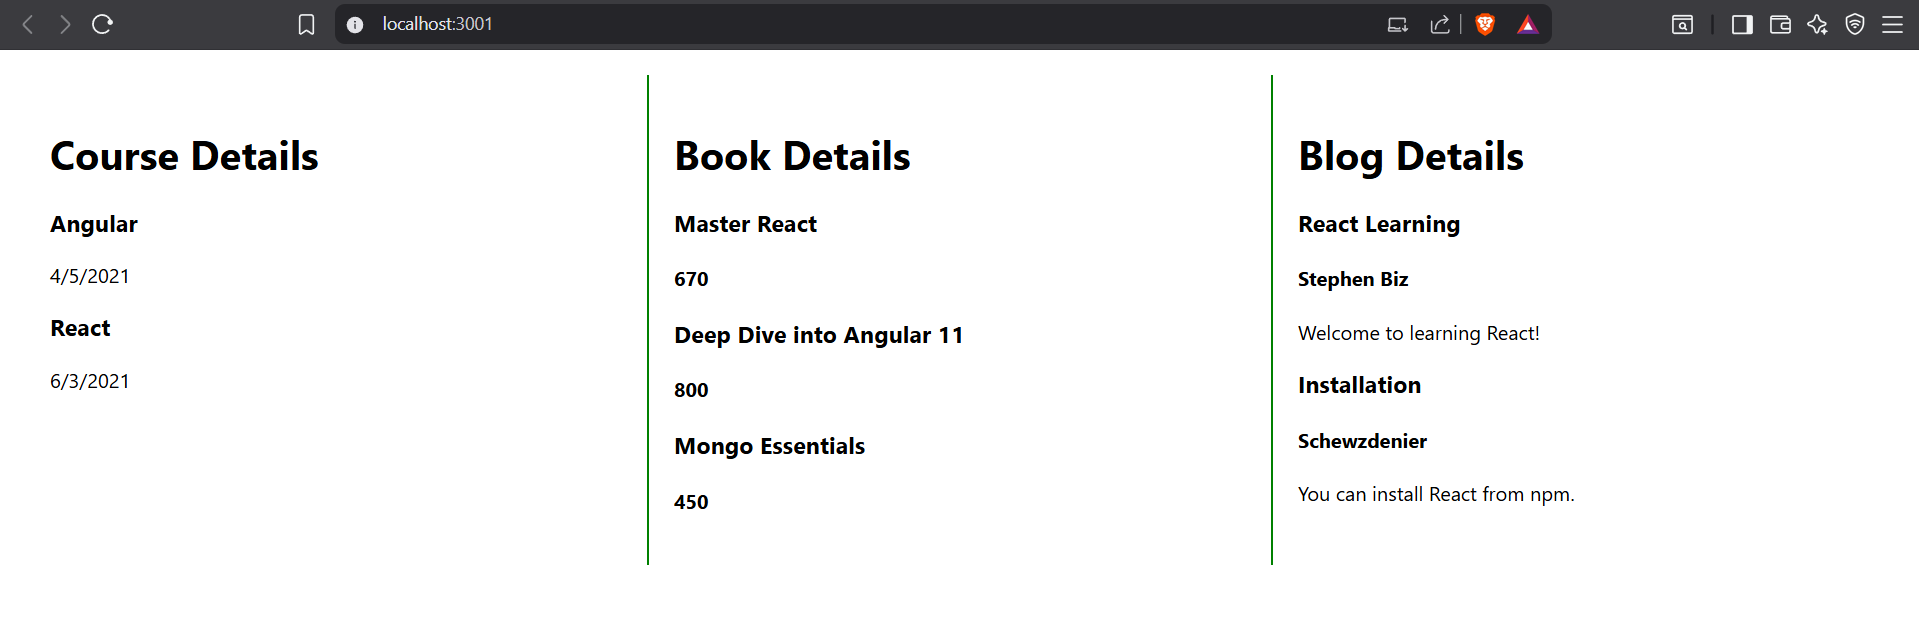 localhost:3001
Course Details
Angular
4/5/2021
React
6/3/2021
Book Details
Master React
670
Deep Dive into Angular 11
800
Mongo Essentials
450
Blog Details
React Learning
Stephen Biz
Welcome to learning React!
Installation
Schewzdenier
You can install React from npm.